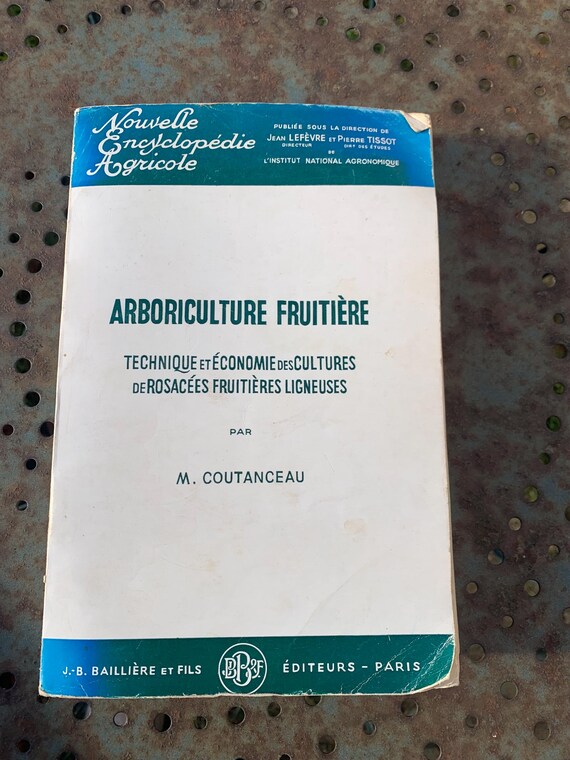 Nouvelle
Encyclopédie
Agricole
PUBLIÉE SOUS LA DIRECTION DE
JEAN LEFÈVRE ET PIERRE TISSOT
DIRECTEUR DIRT DES ÉTUDES
DE
L'INSTITUT NATIONAL AGRONOMIQUE
ARBORICULTURE FRUITIÈRE
TECHNIQUE ET ÉCONOMIE DES CULTURES
DE ROSACÉES FRUITIÈRES LIGNEUSES
PAR
M. COUTANCEAU
J.-B. BAILLIÈRE ET FILS JBB&F ÉDITEURS - PARIS